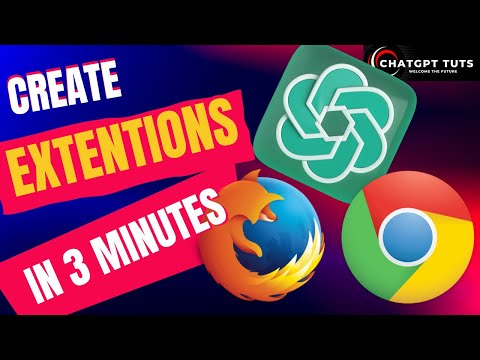 CREATE
EXTENTIONS
IN 3 MINUTES
CHATGPT TUTS
WELCOME THE FUTURE